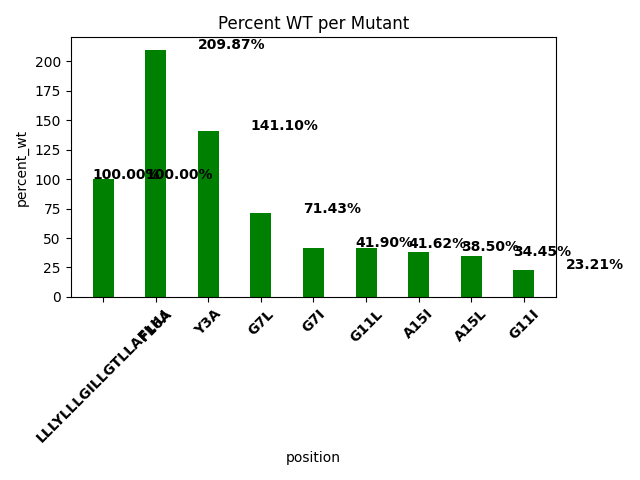 Percent WT per Mutant
percent_wt
200
175
150
125
100
75
50
25
0
100.00%
100.00%
209.87%
141.10%
71.43%
41.90%
41.62%
38.50%
34.45%
23.21%
F16A
Y3A
G7L
G7I
G11L
A15I
A15L
G11I
position